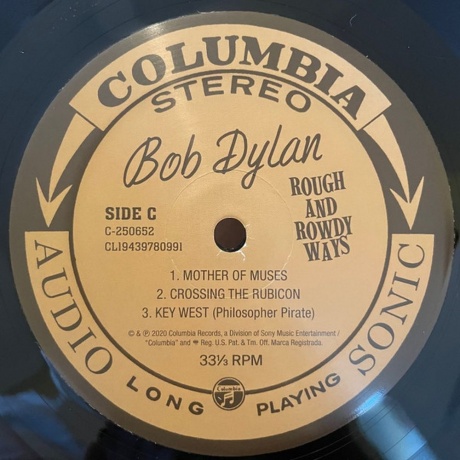 COLUMBIA
STEREO
Bob Dylan
ROUGH
AND
ROWDY
WAYS
SIDE C
C-250652
CL19439780991
1. MOTHER OF MUSES
2. CROSSING THE RUBICON
3. KEY WEST (Philosopher Pirate)
© & ℗ 2020 Columbia Records, a Division of Sony Music Entertainment /
"Columbia" and Reg. U.S. Pat. & Tm. Off. Marca Registrada.
33⅓ RPM
AUDIO
LONG
Columbia
PLAYING
SONIC